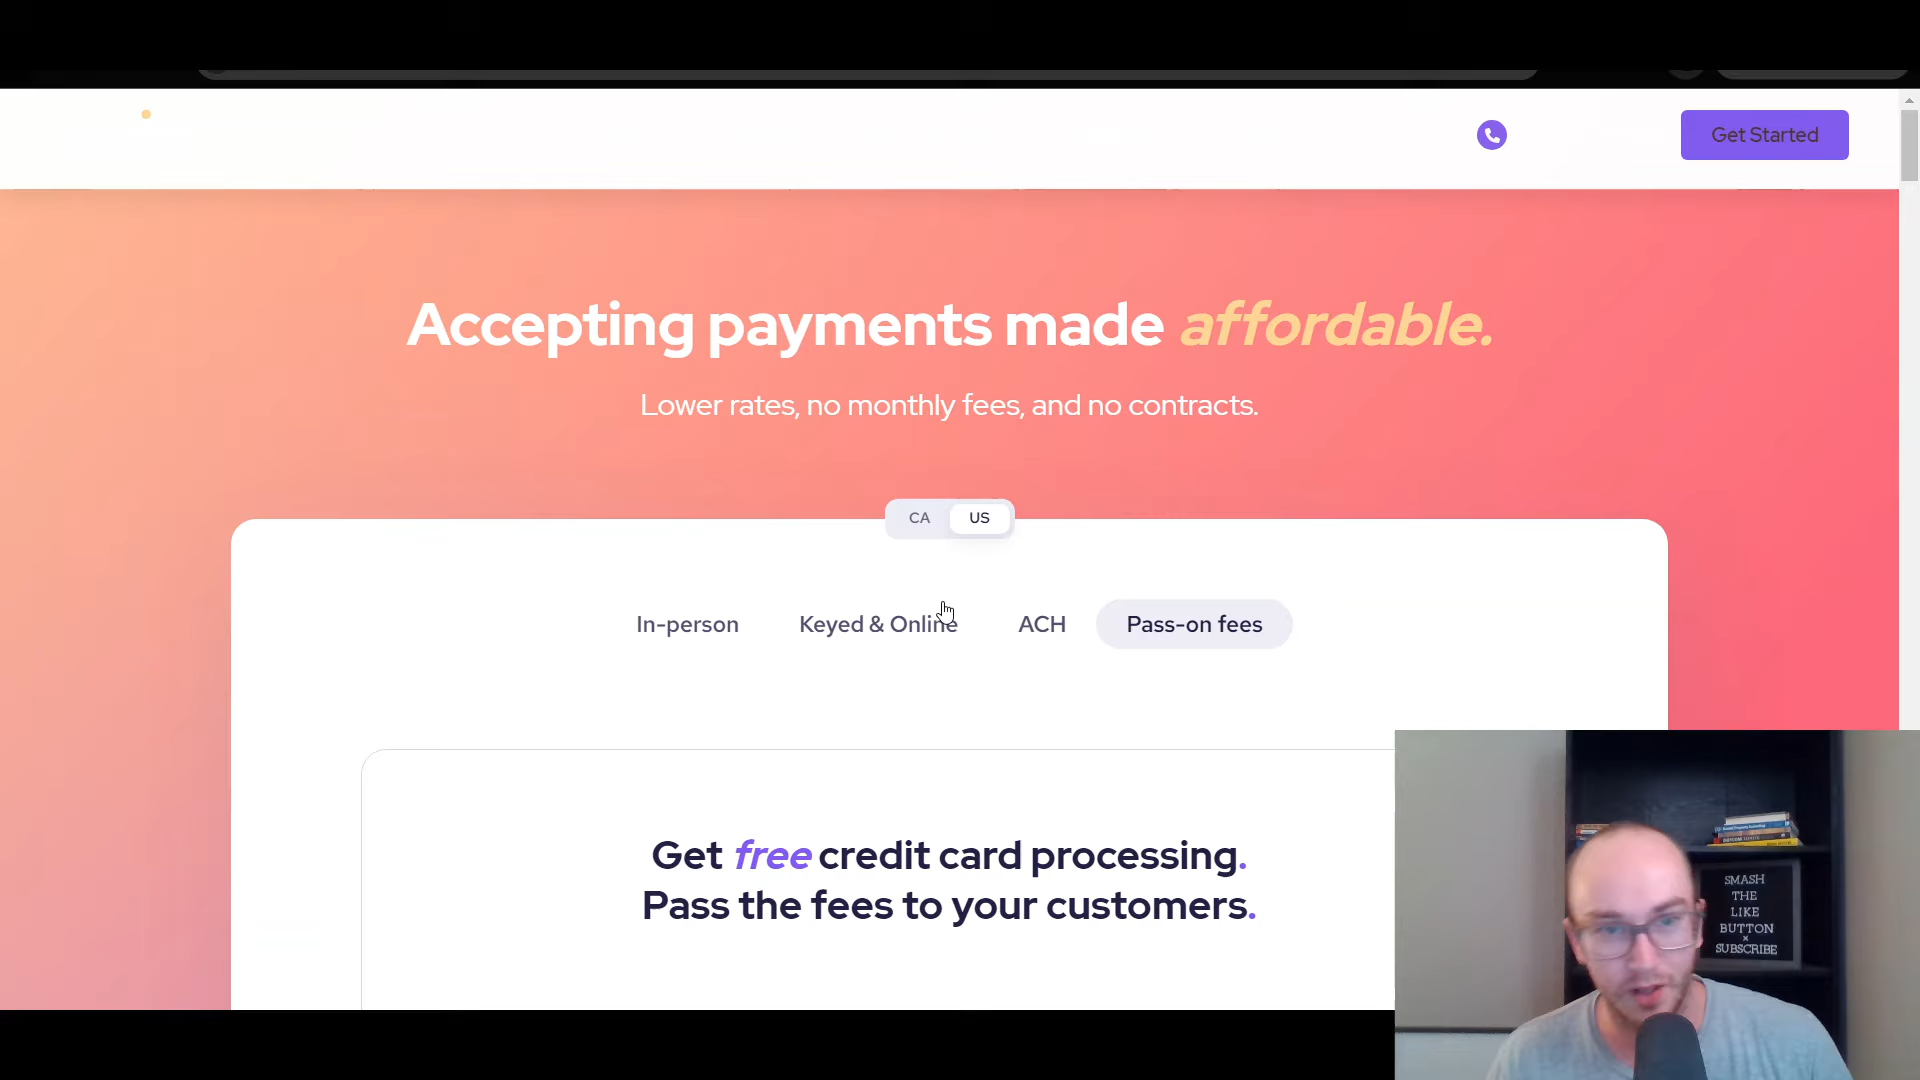 Get Started
Accepting payments made affordable.
Lower rates, no monthly fees, and no contracts.
CA US
In-person Keyed & Online ACH Pass-on fees
Get free credit card processing.
Pass the fees to your customers.
SMASH
THE
LIKE
BUTTON
×
SUBSCRIBE